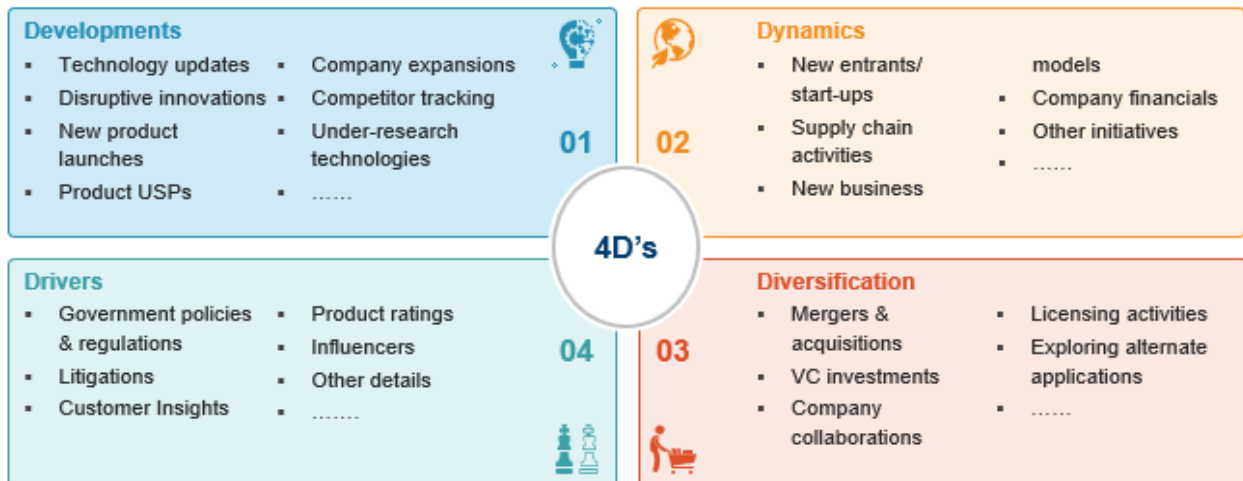 Developments
▪ Technology updates
▪ Disruptive innovations
▪ New product
launches
▪ Product USPs
▪ Company expansions
▪ Competitor tracking
▪ Under-research
technologies
▪ ……
01
02
Dynamics
▪ New entrants/
start-ups
▪ Supply chain
activities
▪ New business
models
▪ Company financials
▪ Other initiatives
▪ ……
4D’s
Drivers
▪ Government policies
& regulations
▪ Litigations
▪ Customer Insights
▪ Product ratings
▪ Influencers
▪ Other details
▪ …….
04
03
Diversification
▪ Mergers &
acquisitions
▪ VC investments
▪ Company
collaborations
▪ Licensing activities
▪ Exploring alternate
applications
▪ ……